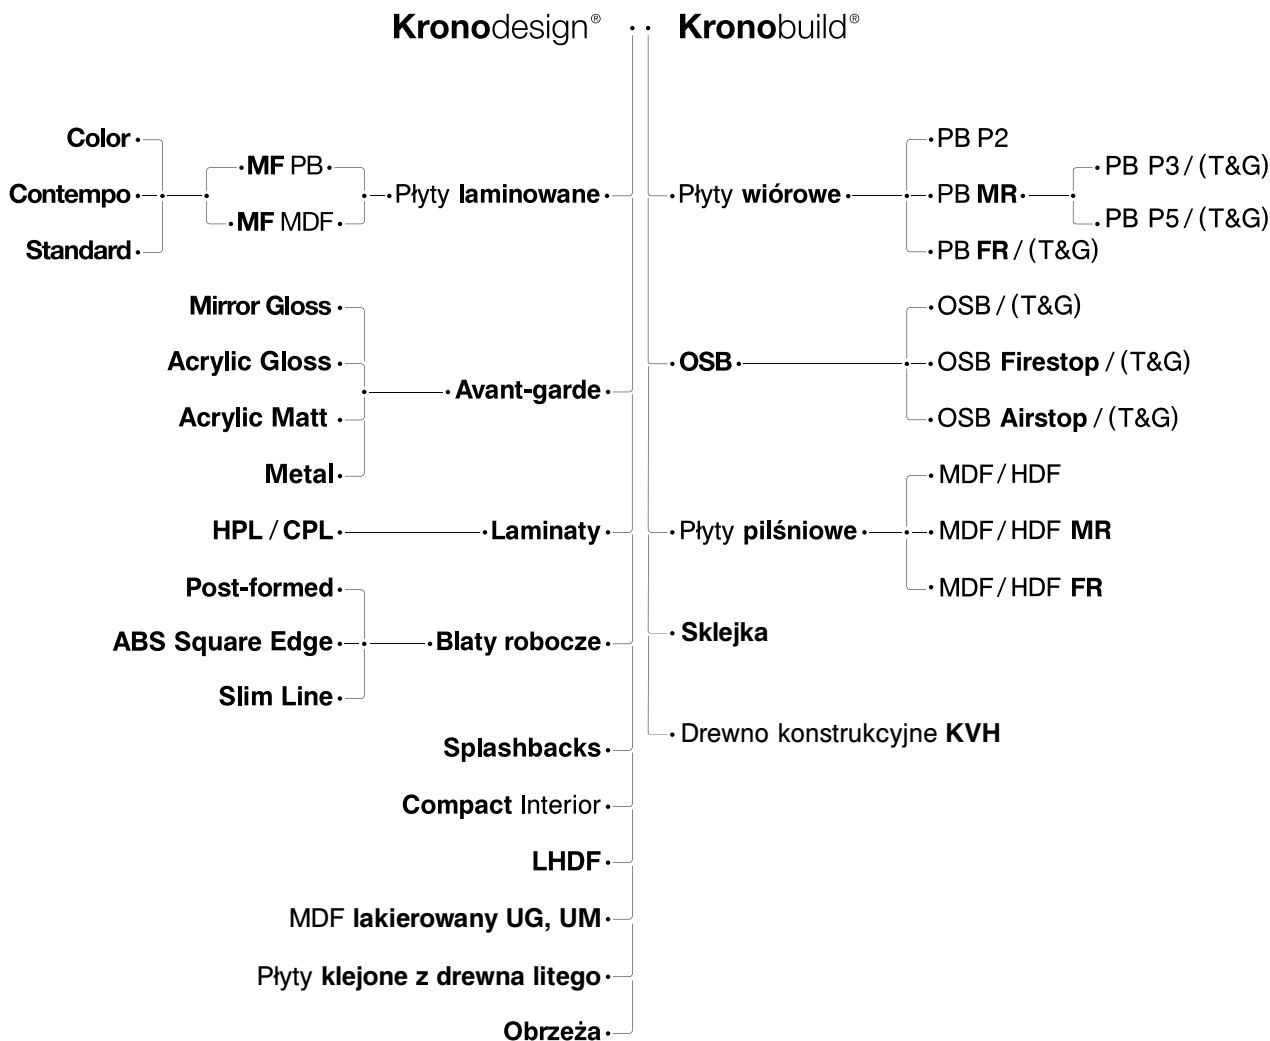 Kronodesign®
Kronobuild®
Color
Contempo
Standard
MF PB
MF MDF
Płyty laminowane
Mirror Gloss
Acrylic Gloss
Acrylic Matt
Metal
Avant-garde
HPL / CPL
Laminaty
Post-formed
ABS Square Edge
Slim Line
Blaty robocze
Splashbacks
Compact Interior
LHDF
MDF lakierowany UG, UM
Płyty klejone z drewna litego
Obrzeża
Płyty wiórowe
PB P2
PB MR
PB P3 / (T&G)
PB P5 / (T&G)
PB FR / (T&G)
OSB
OSB / (T&G)
OSB Firestop / (T&G)
OSB Airstop / (T&G)
Płyty pilśniowe
MDF / HDF
MDF / HDF MR
MDF / HDF FR
Sklejka
Drewno konstrukcyjne KVH